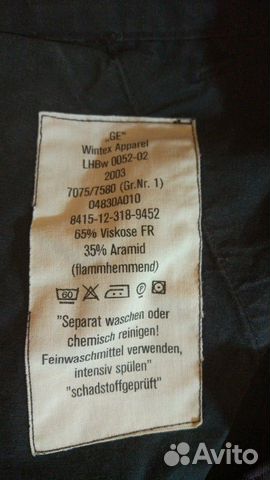 „GE"
Wintex Apparel
LHBw 0052-02
2003
7075/7580 (Gr.Nr. 1)
04830A010
8415-12-318-9452
65% Viskose FR
35% Aramid
(flammhemmend)
60
"Separat waschen oder
chemisch reinigen!
Feinwaschmittel verwenden,
intensiv spülen"
"schadstoffgeprüft"
Avito